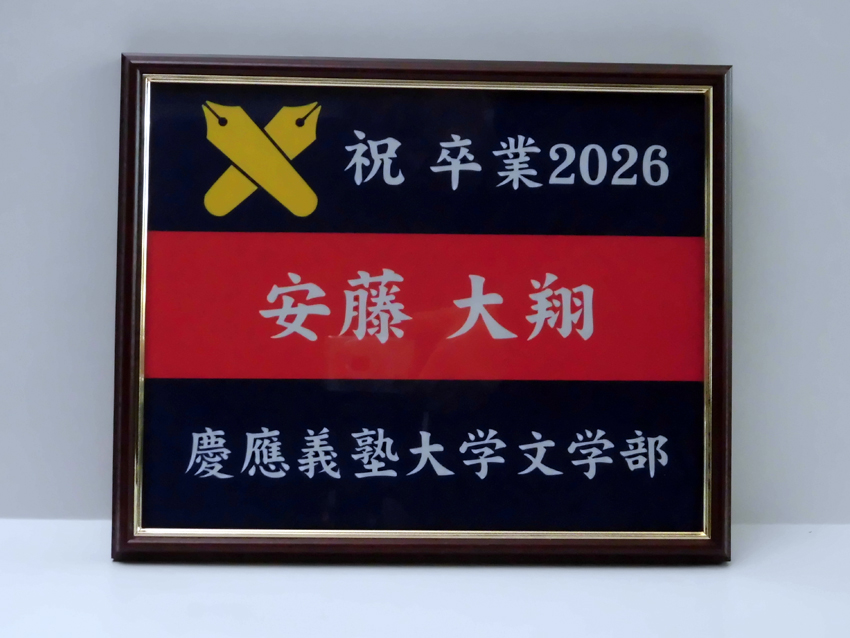 祝 卒業2026
安藤 大翔
慶應義塾大学文学部